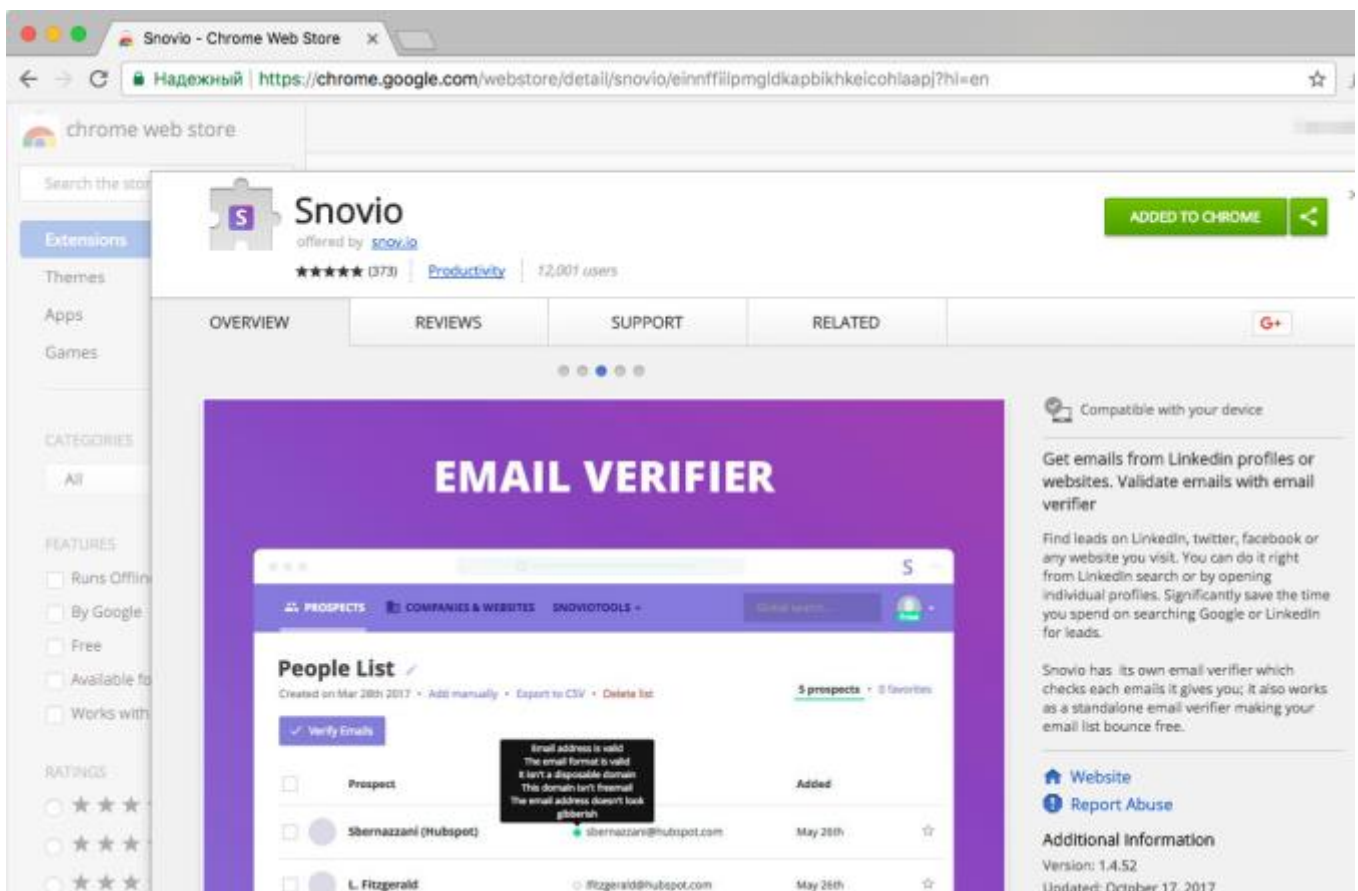 Snovio - Chrome Web Store
Надежный | https://chrome.google.com/webstore/detail/snovio/einnffiilpmgldkapbikhkeicohlaapj?hl=en
chrome web store
Search the stor
Snovio
offered by snov.io
(373) Productivity 12,001 users
ADDED TO CHROME
Extensions
Themes
Apps
Games
OVERVIEW REVIEWS SUPPORT RELATED G+
CATEGORIES
All
FEATURES
Runs Offlin
By Google
Free
Available fo
Works with
RATINGS
EMAIL VERIFIER
S
PROSPECTS COMPANIES & WEBSITES SNOVIOTOOLS
People List
Created on Mar 28th 2017 • Add manually • Export to CSV • Delete list
5 prospects • 0 favorites
Verify Emails
Email address is valid
The email format is valid
It isn't a disposable domain
This domain isn't freemail
The email address doesn't look
gibberish
Prospect Added
Sbernazzani (Hubspot) sbernazzani@hubspot.com May 26th
L. Fitzgerald lfitzgerald@hubspot.com May 26th
Compatible with your device
Get emails from Linkedin profiles or
websites. Validate emails with email
verifier
Find leads on LinkedIn, twitter, facebook or
any website you visit. You can do it right
from LinkedIn search or by opening
individual profiles. Significantly save the time
you spend on searching Google or LinkedIn
for leads.
Snovio has its own email verifier which
checks each emails it gives you; it also works
as a standalone email verifier making your
email list bounce free.
Website
Report Abuse
Additional Information
Version: 1.4.52
Updated: October 17, 2017